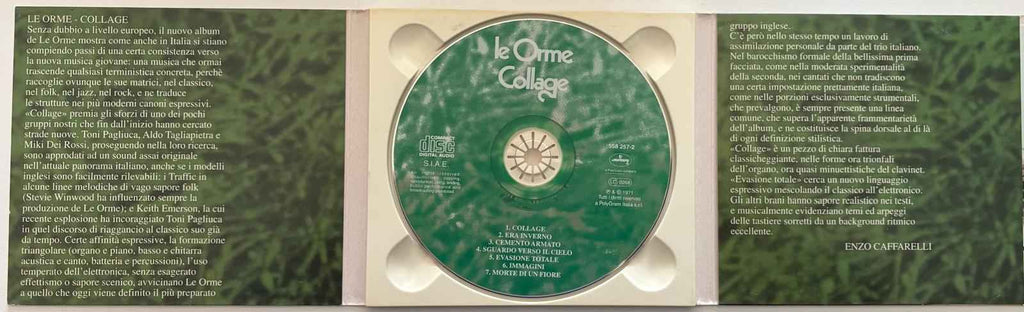 LE ORME - COLLAGE
Senza dubbio a livello europeo, il nuovo album
de Le Orme mostra come anche in Italia si stiano
compiendo passi di una certa consistenza verso
la nuova musica giovane: una musica che ormai
trascende qualsiasi terministica concreta, perchè
raccoglie ovunque le sue matrici, nel classico,
nel folk, nel jazz, nel rock, e ne traduce
le strutture nei più moderni canoni espressivi.
«Collage» premia gli sforzi di uno dei pochi
gruppi nostri che fin dall'inizio hanno cercato
strade nuove. Toni Pagliuca, Aldo Tagliapietra e
Miki Dei Rossi, proseguendo nella loro ricerca,
sono approdati ad un sound assai originale
nell'attuale panorama italiano, anche se i modelli
inglesi sono facilmente rilevabili: i Traffic in
alcune linee melodiche di vago sapore folk
(Stevie Winwood ha influenzato sempre la
produzione de Le Orme); e Keith Emerson, la cui
recente esplosione ha incoraggiato Toni Pagliuca
in quel discorso di riaggancio al classico suo già
da tempo. Certe affinità espressive, la formazione
triangolare (organo e piano, basso e chitarra
acustica e canto, batteria e percussioni), l'uso
temperato dell'elettronica, senza esagerato
effettismo o sapore scenico, avvicinano Le Orme
a quello che oggi viene definito il più preparato
le Orme
Collage
COMPACT
disc
DIGITAL AUDIO
S.I.A.E.
558 257-2
mercury
℗ & © 1971
Tutti i diritti riservati
a PolyGram Italia s.r.l.
1. COLLAGE
2. ERA INVERNO
3. CEMENTO ARMATO
4. SGUARDO VERSO IL CIELO
5. EVASIONE TOTALE
6. IMMAGINI
7. MORTE DI UN FIORE
gruppo inglese.
C'è però nello stesso tempo un lavoro di
assimilazione personale da parte del trio italiano.
Nel barocchismo formale della bellissima prima
facciata, come nella moderata sperimentalità
della seconda, nei cantati che non tradiscono
una certa impostazione prettamente italiana,
come nelle porzioni esclusivamente strumentali,
che prevalgono, è sempre presente una linea
comune, che supera l'apparente frammentarietà
dell'album, e ne costituisce la spina dorsale al di là
di ogni definizione stilistica.
«Collage» è un pezzo di chiara fattura
classicheggiante, nelle forme ora trionfali
dell'organo, ora quasi minuettistiche del clavinet.
«Evasione totale» cerca un nuovo linguaggio
espressivo mescolando il classico all'elettronico.
Gli altri brani hanno sapore realistico nei testi,
e musicalmente evidenziano temi ed arpeggi
delle tastiere sorretti da un background ritmico
eccellente.
ENZO CAFFARELLI